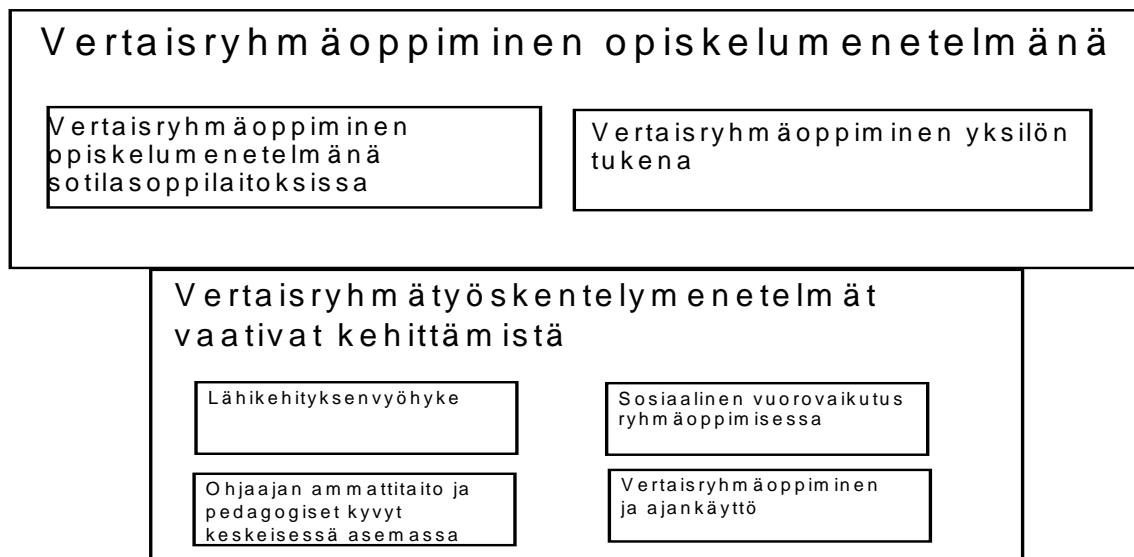 Vertaisryhmäoppiminen opiskelumenetelmänä
Vertaisryhmäoppiminen
opiskelumenetelmänä
sotilasoppilaitoksissa
Vertaisryhmäoppiminen yksilön
tukena
Vertaisryhmätyöskentelymenetelmät
vaativat kehittämistä
Lähikehityksenvyöhyke
Sosiaalinen vuorovaikutus
ryhmäoppimisessa
Ohjaajan ammattitaito ja
pedagogiset kyvyt
keskeisessä asemassa
Vertaisryhmäoppiminen
ja ajankäyttö